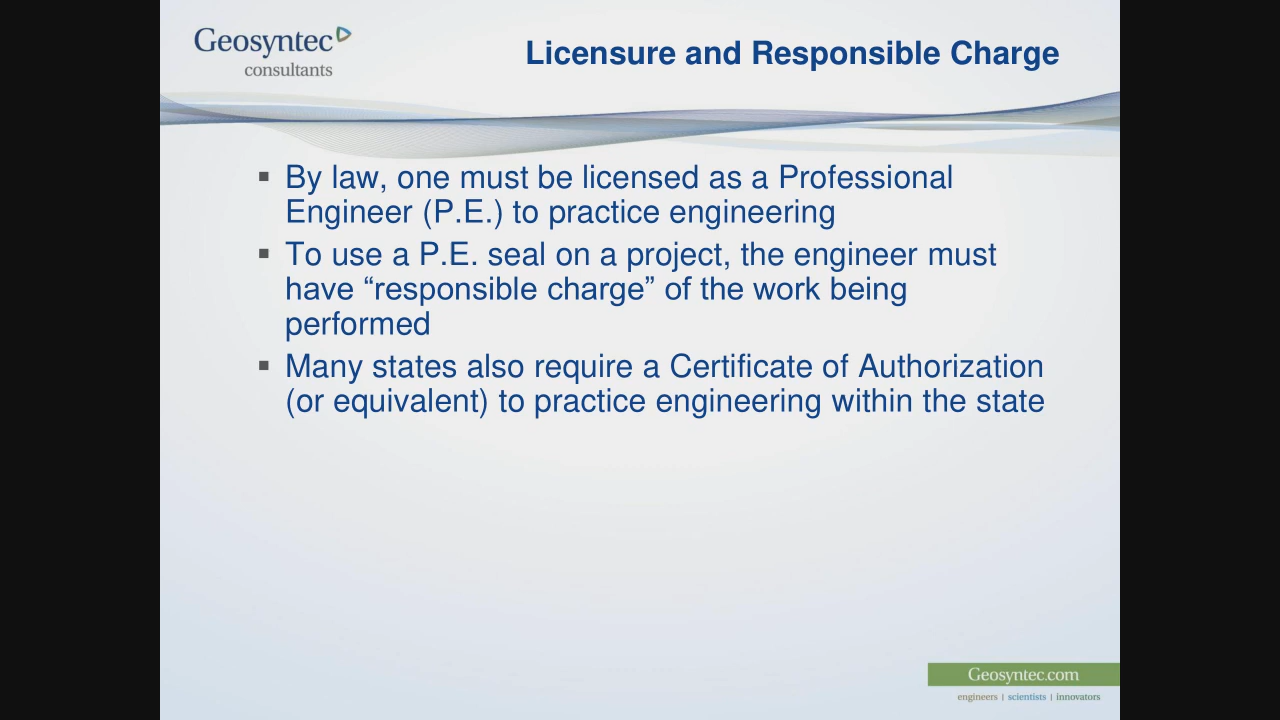 Geosyntec
consultants
Licensure and Responsible Charge
▪ By law, one must be licensed as a Professional
Engineer (P.E.) to practice engineering
▪ To use a P.E. seal on a project, the engineer must
have “responsible charge” of the work being
performed
▪ Many states also require a Certificate of Authorization
(or equivalent) to practice engineering within the state
Geosyntec.com
engineers | scientists | innovators